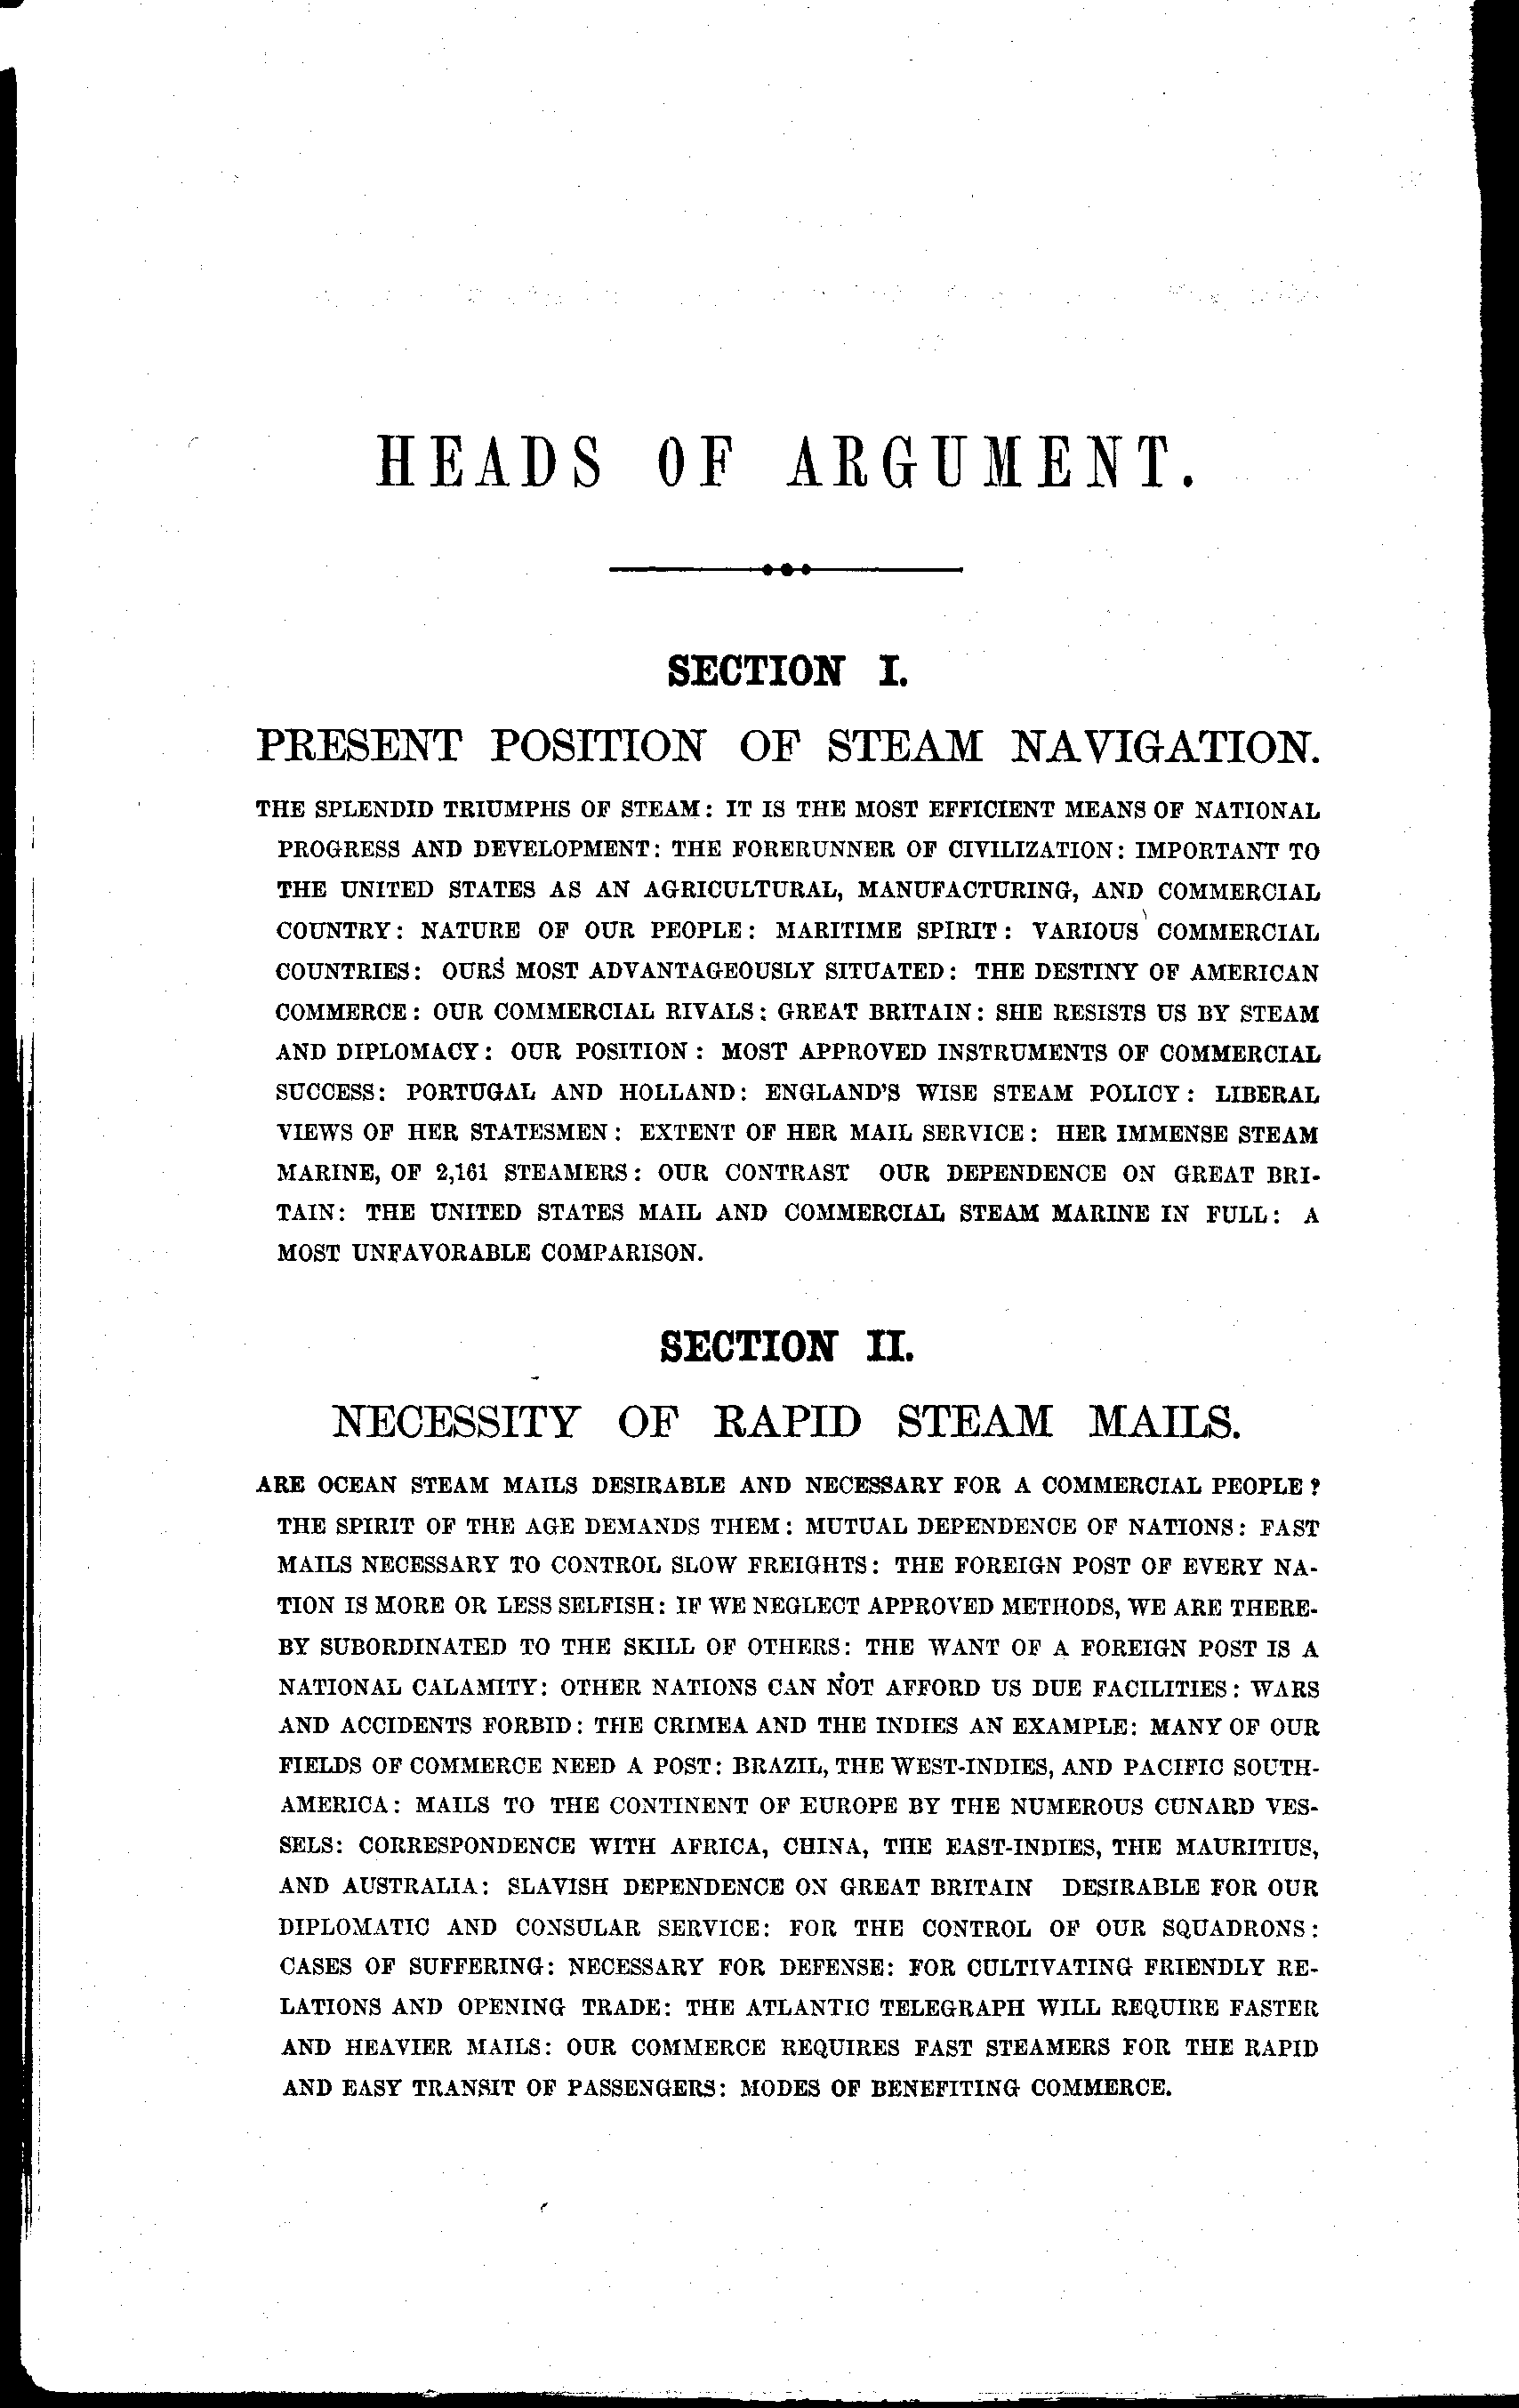 HEADS OF ARGUMENT.
SECTION I.
PRESENT POSITION OF STEAM NAVIGATION.
THE SPLENDID TRIUMPHS OF STEAM: IT IS THE MOST EFFICIENT MEANS OF NATIONAL
PROGRESS AND DEVELOPMENT: THE FORERUNNER OF CIVILIZATION: IMPORTANT TO
THE UNITED STATES AS AN AGRICULTURAL, MANUFACTURING, AND COMMERCIAL
COUNTRY: NATURE OF OUR PEOPLE: MARITIME SPIRIT: VARIOUS COMMERCIAL
COUNTRIES: OURS MOST ADVANTAGEOUSLY SITUATED: THE DESTINY OF AMERICAN
COMMERCE: OUR COMMERCIAL RIVALS: GREAT BRITAIN: SHE RESISTS US BY STEAM
AND DIPLOMACY: OUR POSITION: MOST APPROVED INSTRUMENTS OF COMMERCIAL
SUCCESS: PORTUGAL AND HOLLAND: ENGLAND'S WISE STEAM POLICY: LIBERAL
VIEWS OF HER STATESMEN: EXTENT OF HER MAIL SERVICE: HER IMMENSE STEAM
MARINE, OF 2,161 STEAMERS: OUR CONTRAST OUR DEPENDENCE ON GREAT BRI-
TAIN: THE UNITED STATES MAIL AND COMMERCIAL STEAM MARINE IN FULL: A
MOST UNFAVORABLE COMPARISON.
SECTION II.
NECESSITY OF RAPID STEAM MAILS.
ARE OCEAN STEAM MAILS DESIRABLE AND NECESSARY FOR A COMMERCIAL PEOPLE?
THE SPIRIT OF THE AGE DEMANDS THEM: MUTUAL DEPENDENCE OF NATIONS: FAST
MAILS NECESSARY TO CONTROL SLOW FREIGHTS: THE FOREIGN POST OF EVERY NA-
TION IS MORE OR LESS SELFISH: IF WE NEGLECT APPROVED METHODS, WE ARE THERE-
BY SUBORDINATED TO THE SKILL OF OTHERS: THE WANT OF A FOREIGN POST IS A
NATIONAL CALAMITY: OTHER NATIONS CAN NOT AFFORD US DUE FACILITIES: WARS
AND ACCIDENTS FORBID: THE CRIMEA AND THE INDIES AN EXAMPLE: MANY OF OUR
FIELDS OF COMMERCE NEED A POST: BRAZIL, THE WEST-INDIES, AND PACIFIC SOUTH-
AMERICA: MAILS TO THE CONTINENT OF EUROPE BY THE NUMEROUS CUNARD VES-
SELS: CORRESPONDENCE WITH AFRICA, CHINA, THE EAST-INDIES, THE MAURITIUS,
AND AUSTRALIA: SLAVISH DEPENDENCE ON GREAT BRITAIN DESIRABLE FOR OUR
DIPLOMATIC AND CONSULAR SERVICE: FOR THE CONTROL OF OUR SQUADRONS:
CASES OF SUFFERING: NECESSARY FOR DEFENSE: FOR CULTIVATING FRIENDLY RE-
LATIONS AND OPENING TRADE: THE ATLANTIC TELEGRAPH WILL REQUIRE FASTER
AND HEAVIER MAILS: OUR COMMERCE REQUIRES FAST STEAMERS FOR THE RAPID
AND EASY TRANSIT OF PASSENGERS: MODES OF BENEFITING COMMERCE.